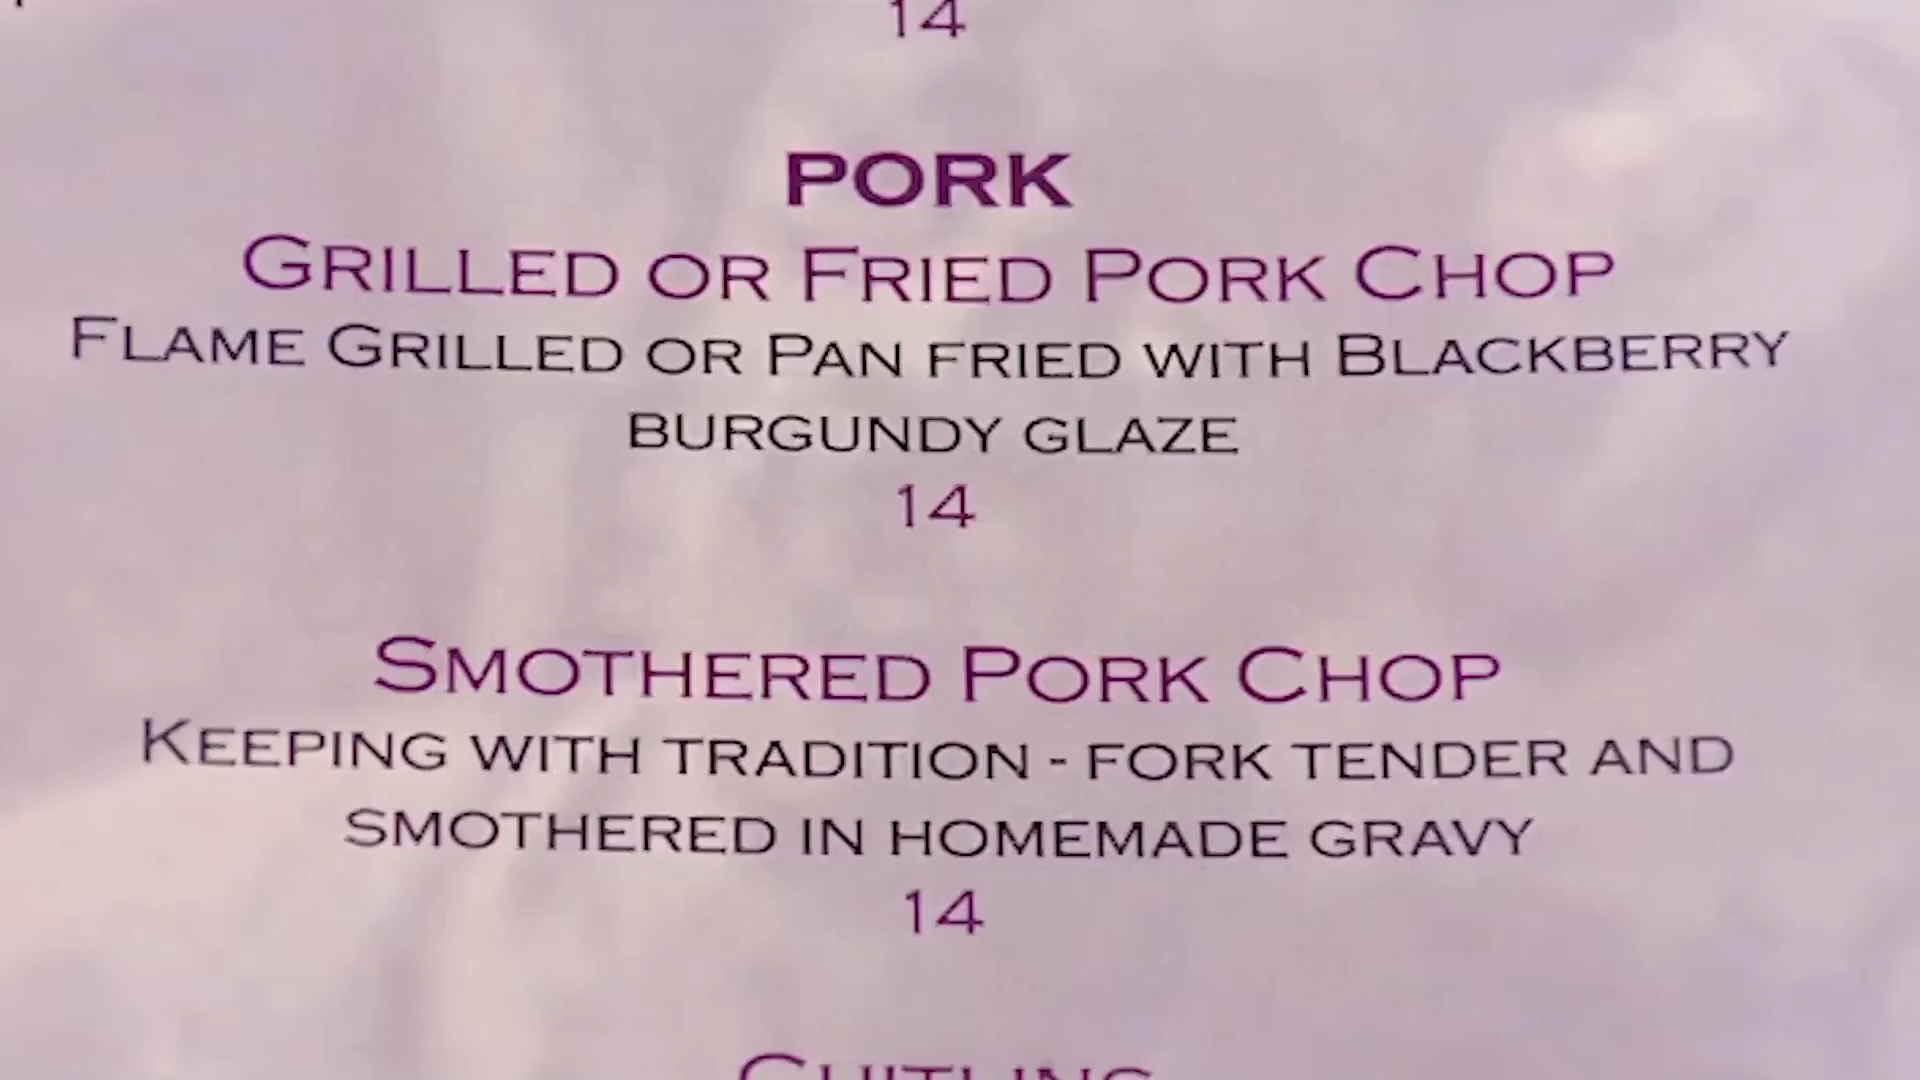 14
PORK
GRILLED OR FRIED PORK CHOP
FLAME GRILLED OR PAN FRIED WITH BLACKBERRY
BURGUNDY GLAZE
14
SMOTHERED PORK CHOP
KEEPING WITH TRADITION - FORK TENDER AND
SMOTHERED IN HOMEMADE GRAVY
14
CHITLINS